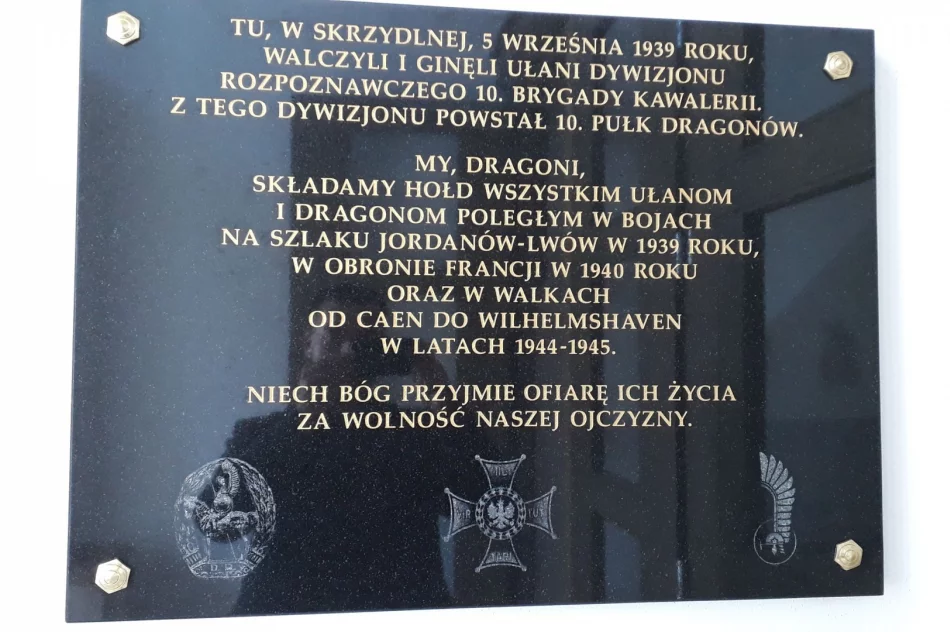 TU, W SKRZYDLNEJ, 5 WRZEŚNIA 1939 ROKU,
WALCZYLI I GINĘLI UŁANI DYWIZJONU
ROZPOZNAWCZEGO 10. BRYGADY KAWALERII.
Z TEGO DYWIZJONU POWSTAŁ 10. PUŁK DRAGONÓW.
MY, DRAGONI,
SKŁADAMY HOŁD WSZYSTKIM UŁANOM
I DRAGONOM POLEGŁYM W BOJACH
NA SZLAKU JORDANÓW-LWÓW W 1939 ROKU,
W OBRONIE FRANCJI W 1940 ROKU
ORAZ W WALKACH
OD CAEN DO WILHELMSHAVEN
W LATACH 1944-1945.
NIECH BÓG PRZYJMIE OFIARĘ ICH ŻYCIA
ZA WOLNOŚĆ NASZEJ OJCZYZNY.
VIR TUTI
TARI